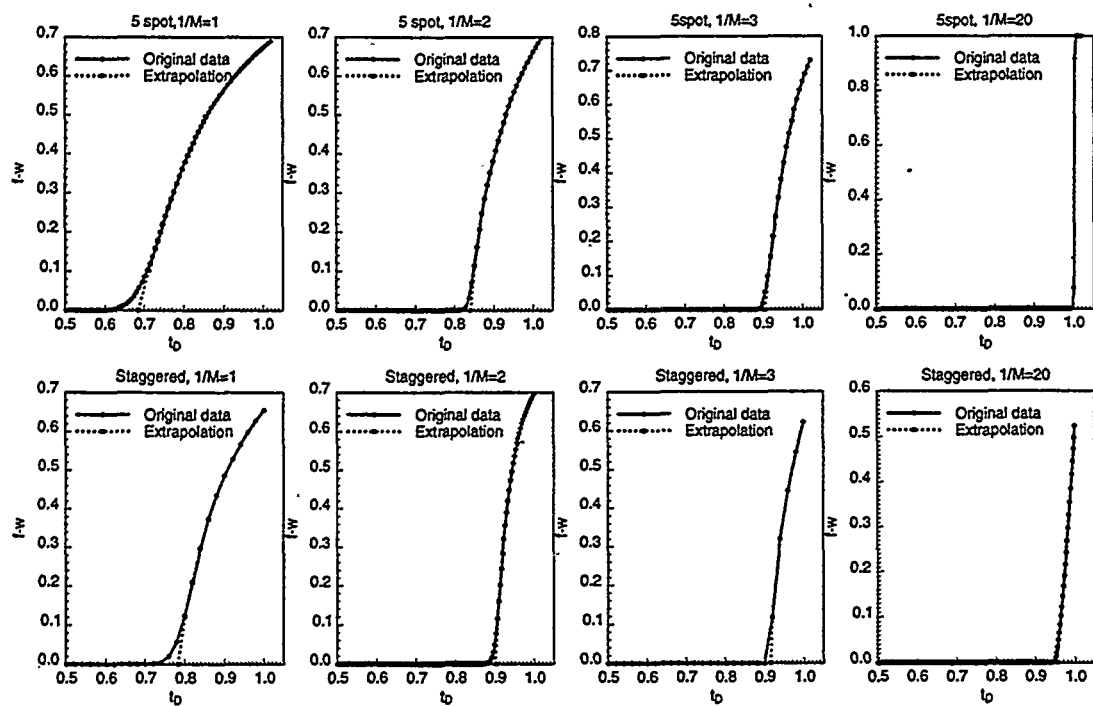 5 spot,1/M=1
0.7
0.6
0.5
0.4
0.3
0.2
0.1
0.0
f-w
Original data
Extrapolation
0.5 0.6 0.7 0.8 0.9 1.0
tD
5 spot,1/M=2
0.7
0.6
0.5
0.4
0.3
0.2
0.1
0.0
f-w
Original data
Extrapolation
0.5 0.6 0.7 0.8 0.9 1.0
tD
5spot, 1/M=3
0.8
0.7
0.6
0.5
0.4
0.3
0.2
0.1
0.0
f-w
Original data
Extrapolation
0.5 0.6 0.7 0.8 0.9 1.0
tD
5spot, 1/M=20
1.0
0.8
0.6
0.4
0.2
0.0
f-w
Original data
Extrapolation
0.5 0.6 0.7 0.8 0.9 1.0
tD
Staggered, 1/M=1
0.7
0.6
0.5
0.4
0.3
0.2
0.1
0.0
f-w
Original data
Extrapolation
0.5 0.6 0.7 0.8 0.9 1.0
tD
Staggered, 1/M=2
0.7
0.6
0.5
0.4
0.3
0.2
0.1
0.0
f-w
Original data
Extrapolation
0.5 0.6 0.7 0.8 0.9 1.0
tD
Staggered, 1/M=3
0.7
0.6
0.5
0.4
0.3
0.2
0.1
0.0
f-w
Original data
Extrapolation
0.5 0.6 0.7 0.8 0.9 1.0
tD
Staggered, 1/M=20
0.6
0.5
0.4
0.3
0.2
0.1
0.0
f-w
Original data
Extrapolation
0.5 0.6 0.7 0.8 0.9 1.0
tD